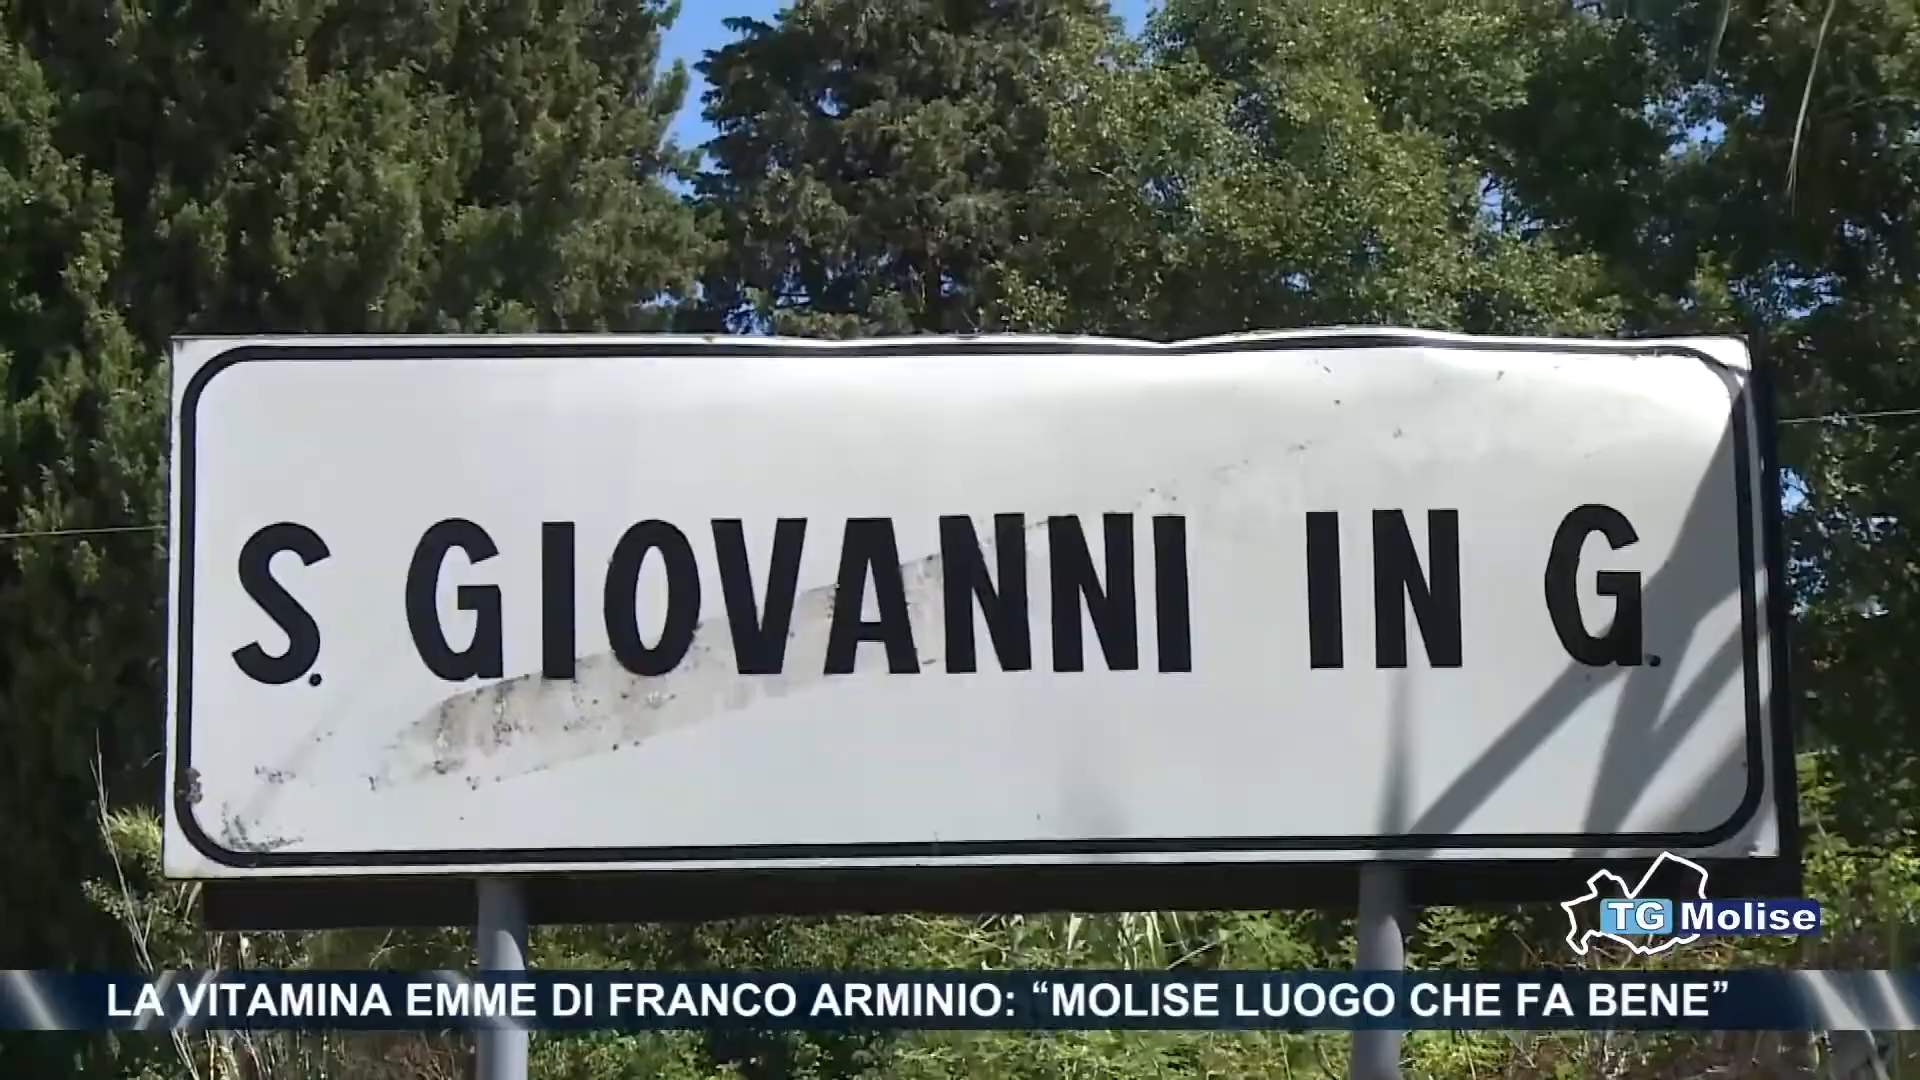 S. GIOVANNI IN G.
TG Molise
LA VITAMINA EMME DI FRANCO ARMINIO: “MOLISE LUOGO CHE FA BENE”